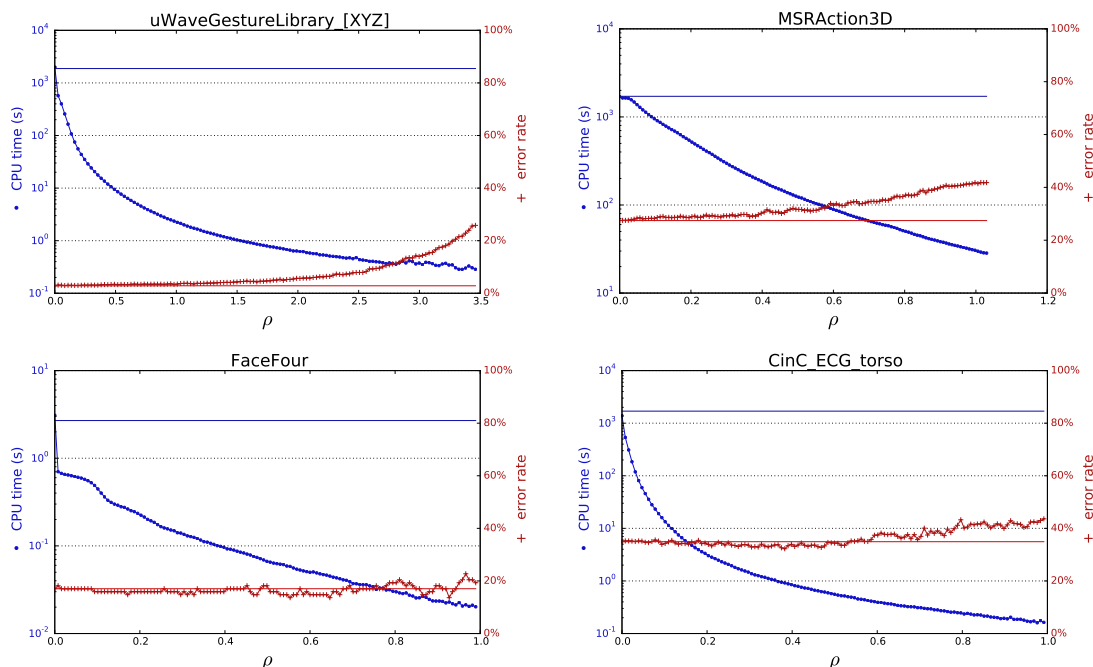 uWaveGestureLibrary_[XYZ]
10^4
10^3
10^2
10^1
10^0
10^-1
• CPU time (s)
100%
80%
60%
40%
20%
0%
+ error rate
0.0 0.5 1.0 1.5 2.0 2.5 3.0 3.5
ρ
MSRAction3D
10^4
10^3
10^2
10^1
• CPU time (s)
100%
80%
60%
40%
20%
0%
+ error rate
0.0 0.2 0.4 0.6 0.8 1.0 1.2
ρ
FaceFour
10^1
10^0
10^-1
10^-2
• CPU time (s)
100%
80%
60%
40%
20%
0%
+ error rate
0.0 0.2 0.4 0.6 0.8 1.0
ρ
CinC_ECG_torso
10^4
10^3
10^2
10^1
10^0
10^-1
• CPU time (s)
100%
80%
60%
40%
20%
0%
+ error rate
0.0 0.2 0.4 0.6 0.8 1.0
ρ